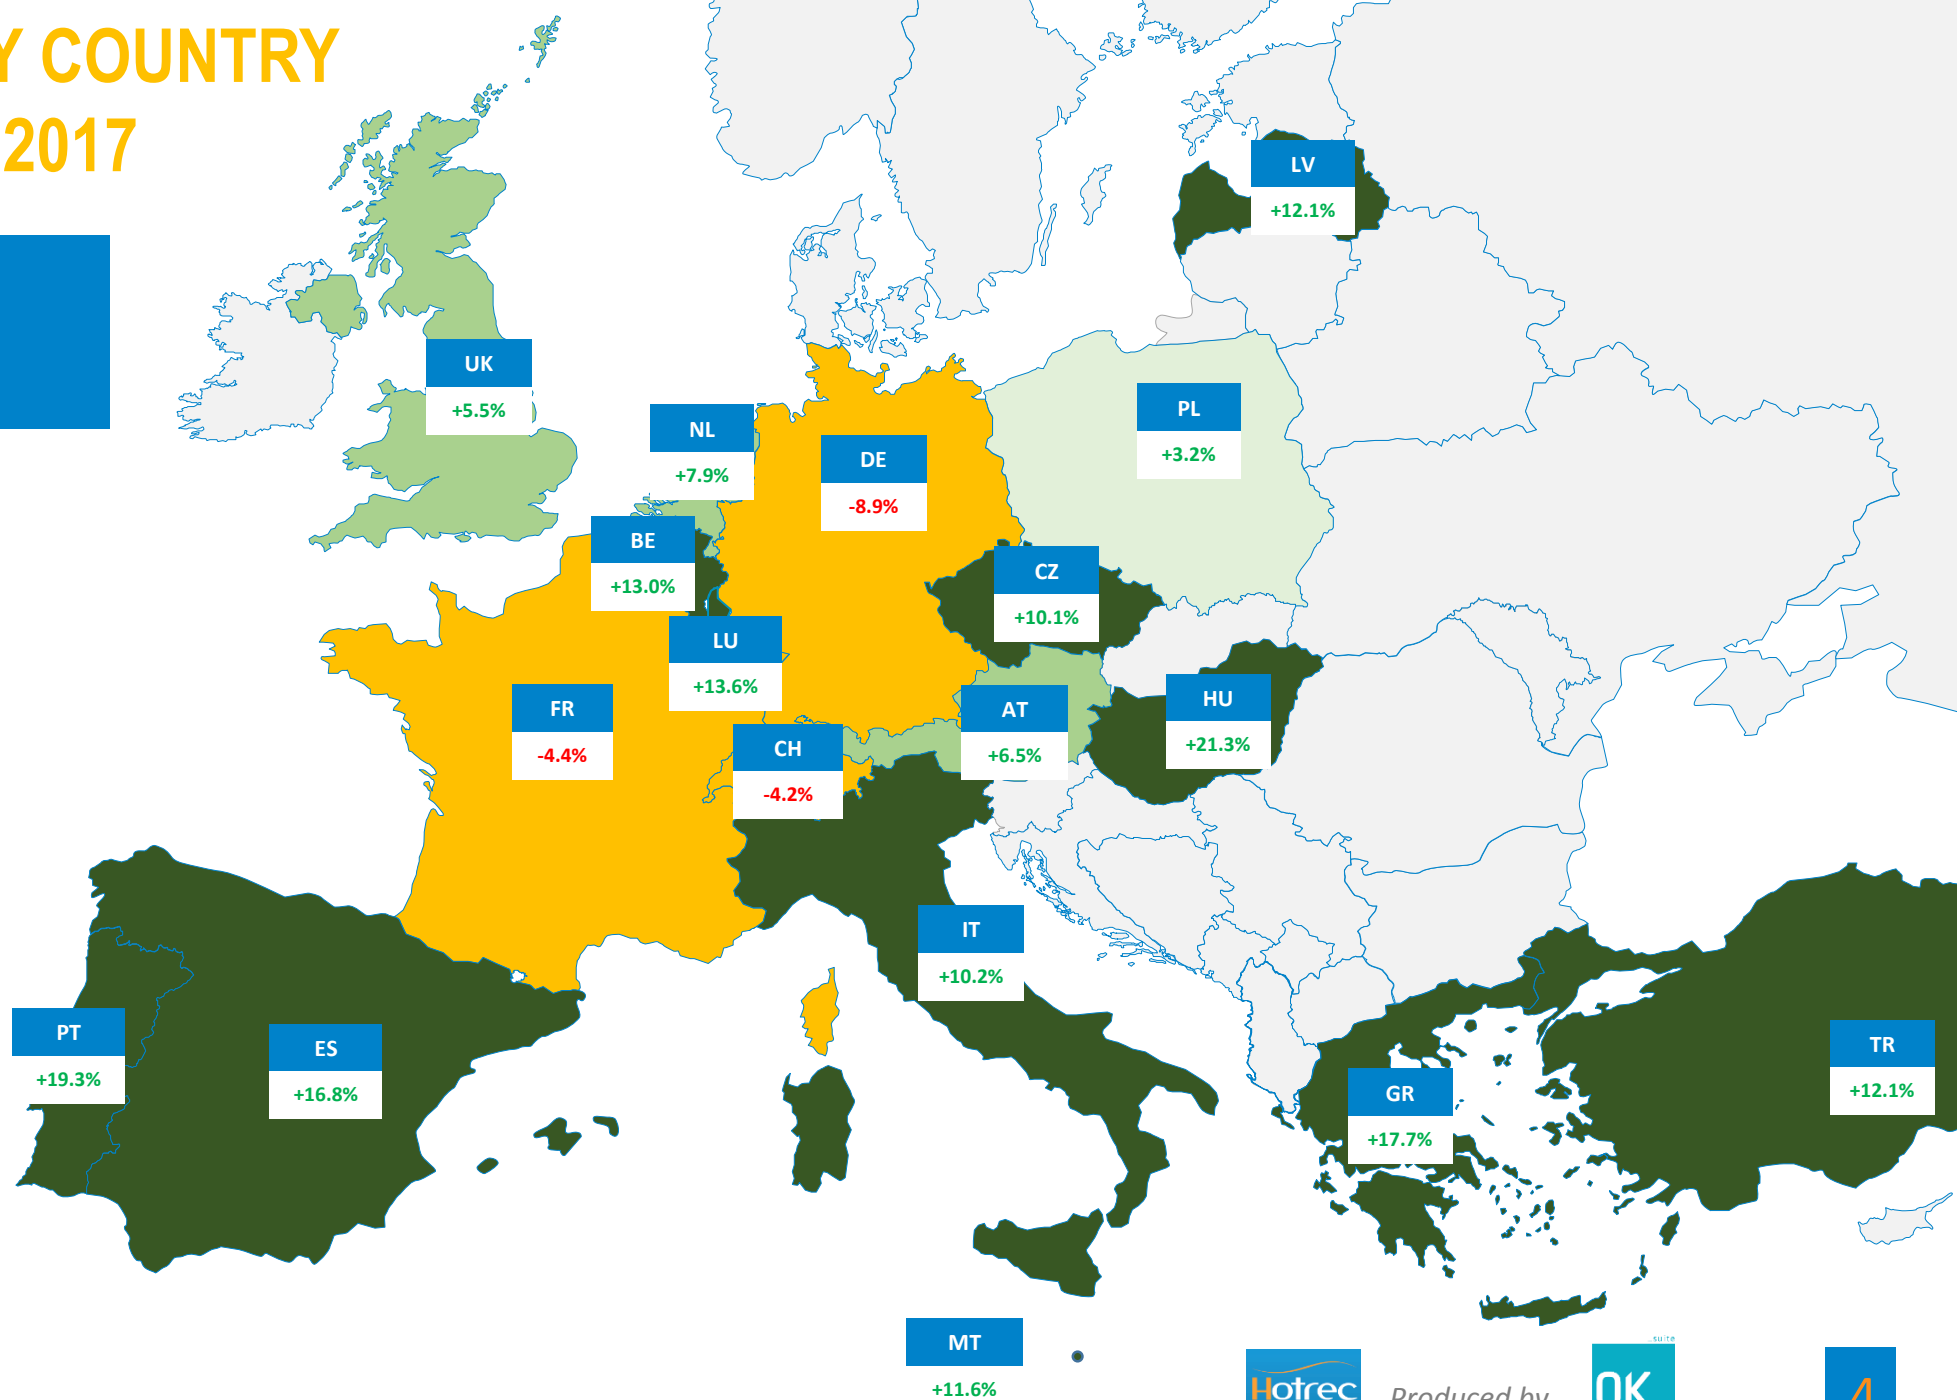 Y COUNTRY
2017
LV
+12.1%
UK
+5.5%
NL
+7.9%
DE
-8.9%
PL
+3.2%
BE
+13.0%
CZ
+10.1%
LU
+13.6%
FR
-4.4%
CH
-4.2%
AT
+6.5%
HU
+21.3%
IT
+10.2%
PT
+19.3%
ES
+16.8%
GR
+17.7%
TR
+12.1%
MT
+11.6%
Hotrec
Produced by
suite
OK
4